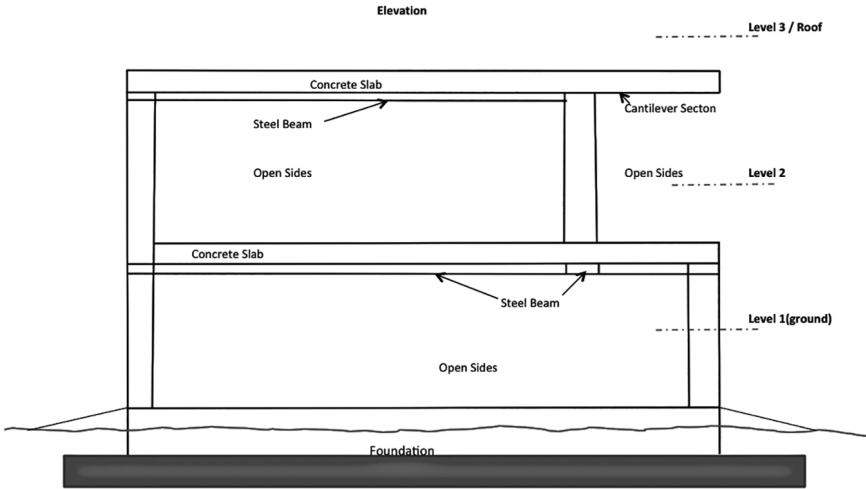 Elevation
Level 3 / Roof
Concrete Slab
Cantilever Secton
Steel Beam
Open Sides
Open Sides
Level 2
Concrete Slab
Steel Beam
Level 1(ground)
Open Sides
Foundation